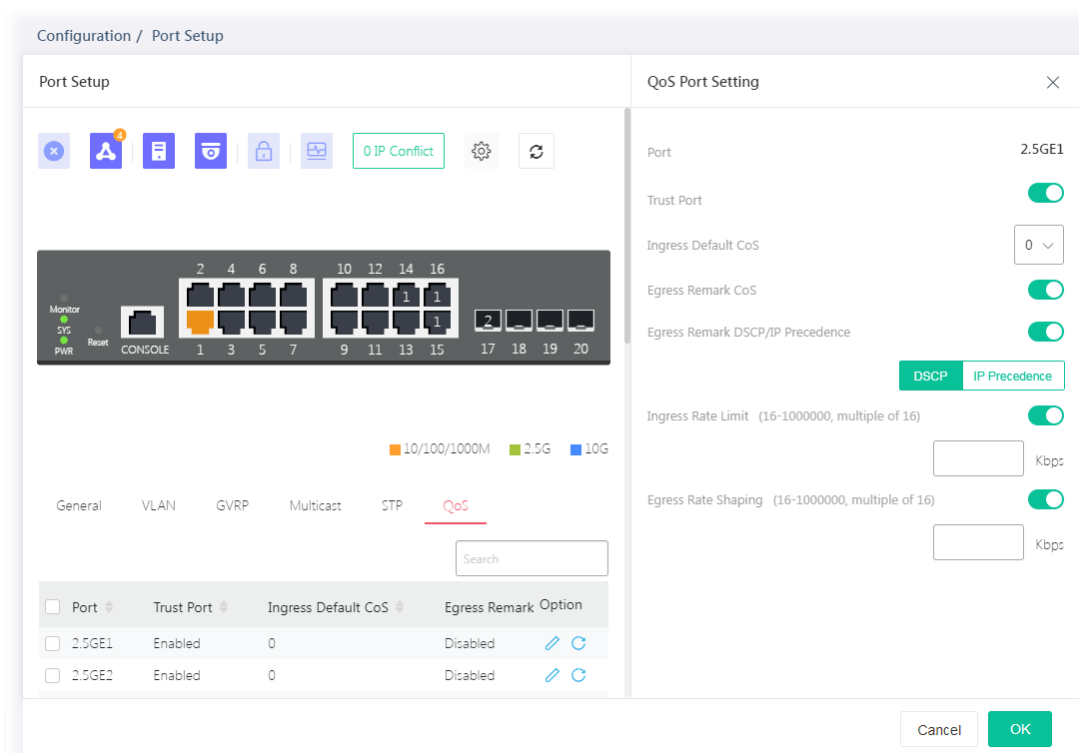 Configuration / Port Setup
Port Setup
4
0 IP Conflict
2 4 6 8 10 12 14 16
1 1
Monitor
SYS
PWR
Reset
CONSOLE
1
2
1 3 5 7 9 11 13 15 17 18 19 20
10/100/1000M 2.5G 10G
General VLAN GVRP Multicast STP QoS
Search
Port Trust Port Ingress Default CoS Egress Remark Option
2.5GE1 Enabled 0 Disabled
2.5GE2 Enabled 0 Disabled
QoS Port Setting
Port 2.5GE1
Trust Port
Ingress Default CoS 0
Egress Remark CoS
Egress Remark DSCP/IP Precedence
DSCP IP Precedence
Ingress Rate Limit (16-1000000, multiple of 16)
Kbps
Egress Rate Shaping (16-1000000, multiple of 16)
Kbps
Cancel OK